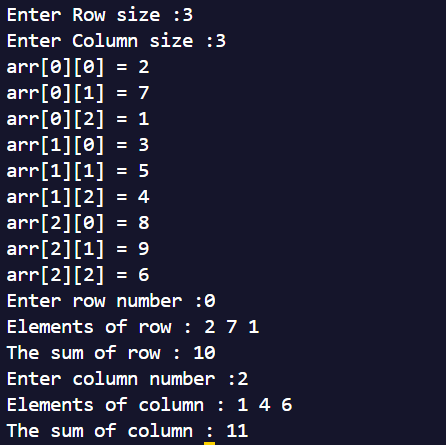 Enter Row size :3
Enter Column size :3
arr[0][0] = 2
arr[0][1] = 7
arr[0][2] = 1
arr[1][0] = 3
arr[1][1] = 5
arr[1][2] = 4
arr[2][0] = 8
arr[2][1] = 9
arr[2][2] = 6
Enter row number :0
Elements of row : 2 7 1
The sum of row : 10
Enter column number :2
Elements of column : 1 4 6
The sum of column : 11